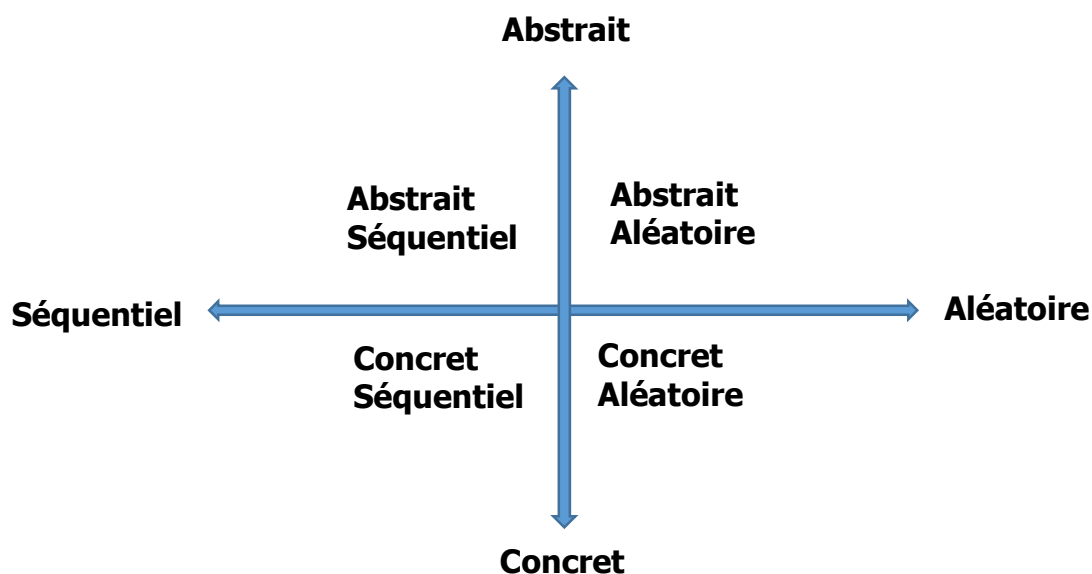 Abstrait
Abstrait
Séquentiel
Abstrait
Aléatoire
Séquentiel
Aléatoire
Concret
Séquentiel
Concret
Aléatoire
Concret